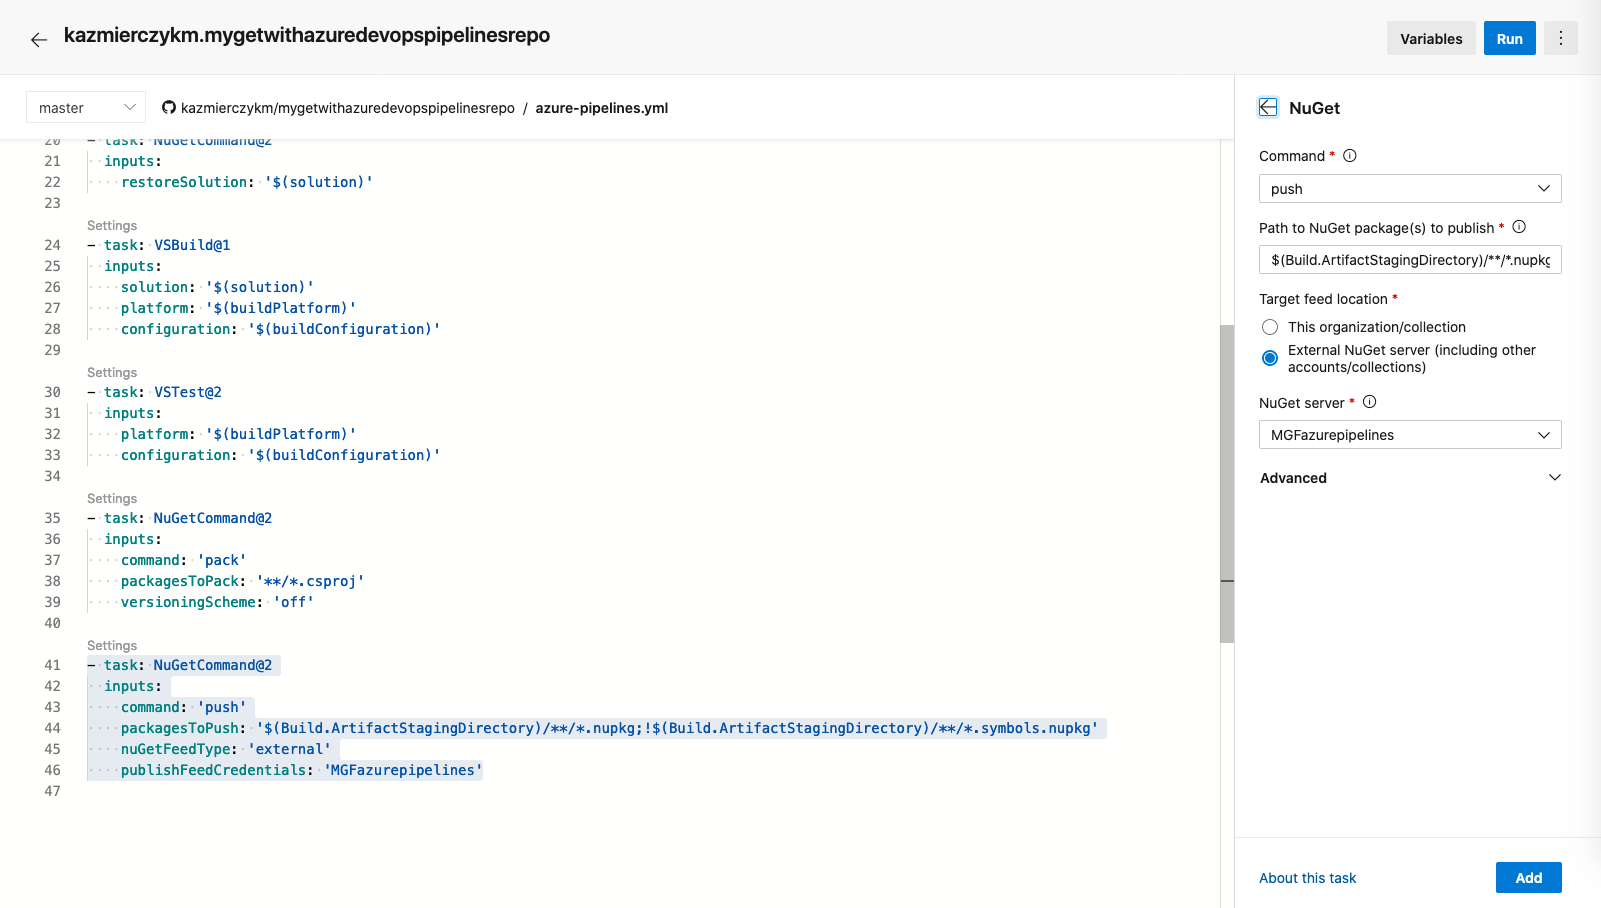 kazmierczykm.mygetwithazuredevopspipelinesrepo
Variables
Run
master
kazmierczykm/mygetwithazuredevopspipelinesrepo / azure-pipelines.yml
20 - task: NuGetCommand@2
21 inputs:
22 restoreSolution: '$(solution)'
23
Settings
24 - task: VSBuild@1
25 inputs:
26 solution: '$(solution)'
27 platform: '$(buildPlatform)'
28 configuration: '$(buildConfiguration)'
29
Settings
30 - task: VSTest@2
31 inputs:
32 platform: '$(buildPlatform)'
33 configuration: '$(buildConfiguration)'
34
Settings
35 - task: NuGetCommand@2
36 inputs:
37 command: 'pack'
38 packagesToPack: '**/*.csproj'
39 versioningScheme: 'off'
40
Settings
41 - task: NuGetCommand@2
42 inputs:
43 command: 'push'
44 packagesToPush: '$(Build.ArtifactStagingDirectory)/**/*.nupkg;!$(Build.ArtifactStagingDirectory)/**/*.symbols.nupkg'
45 nuGetFeedType: 'external'
46 publishFeedCredentials: 'MGFazurepipelines'
47
NuGet
Command *
push
Path to NuGet package(s) to publish *
$(Build.ArtifactStagingDirectory)/**/*.nupkg
Target feed location *
This organization/collection
External NuGet server (including other
accounts/collections)
NuGet server *
MGFazurepipelines
Advanced
About this task
Add